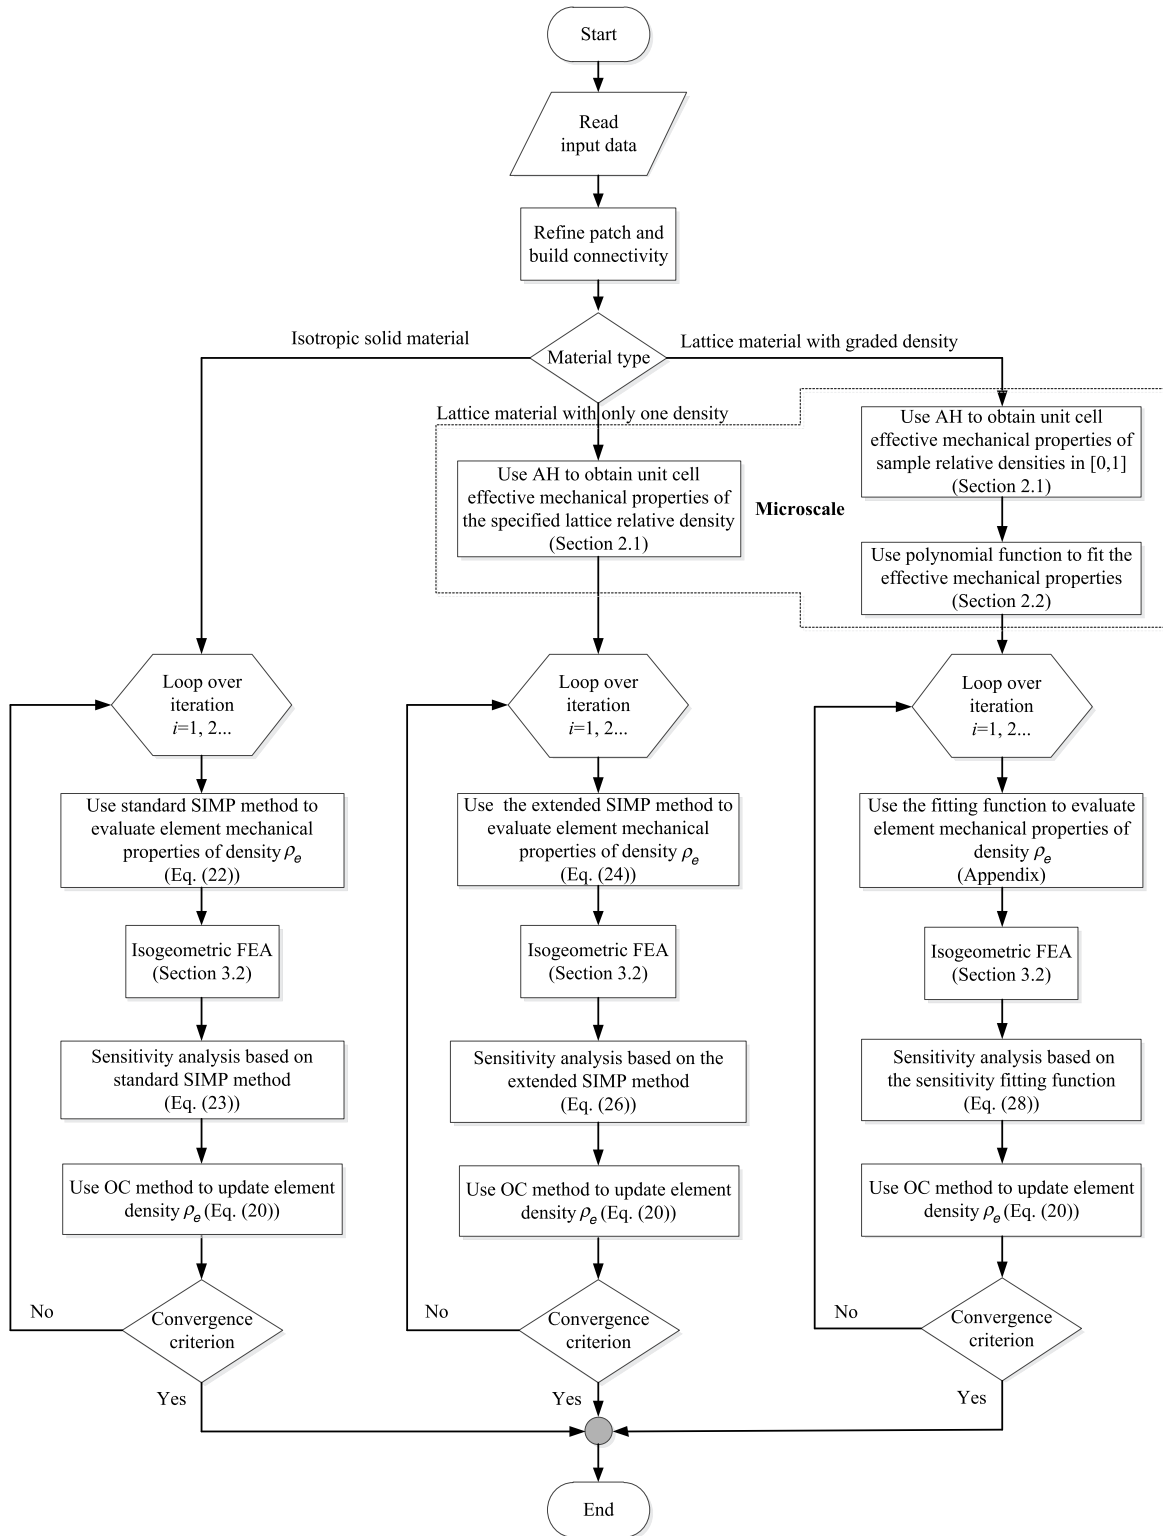 Start
Read
input data
Refine patch and
build connectivity
Material type
Isotropic solid material
Lattice material with only one density
Lattice material with graded density
Use AH to obtain unit cell
effective mechanical properties of
the specified lattice relative density
(Section 2.1)
Microscale
Use AH to obtain unit cell
effective mechanical properties of
sample relative densities in [0,1]
(Section 2.1)
Use polynomial function to fit the
effective mechanical properties
(Section 2.2)
Loop over
iteration
i=1, 2...
Use standard SIMP method to
evaluate element mechanical
properties of density ρe
(Eq. (22))
Isogeometric FEA
(Section 3.2)
Sensitivity analysis based on
standard SIMP method
(Eq. (23))
Use OC method to update element
density ρe (Eq. (20))
Convergence
criterion
No
Yes
Loop over
iteration
i=1, 2...
Use the extended SIMP method to
evaluate element mechanical
properties of density ρe
(Eq. (24))
Isogeometric FEA
(Section 3.2)
Sensitivity analysis based on the
extended SIMP method
(Eq. (26))
Use OC method to update element
density ρe (Eq. (20))
Convergence
criterion
No
Yes
Loop over
iteration
i=1, 2...
Use the fitting function to evaluate
element mechanical properties of
density ρe
(Appendix)
Isogeometric FEA
(Section 3.2)
Sensitivity analysis based on
the sensitivity fitting function
(Eq. (28))
Use OC method to update element
density ρe (Eq. (20))
Convergence
criterion
No
Yes
End